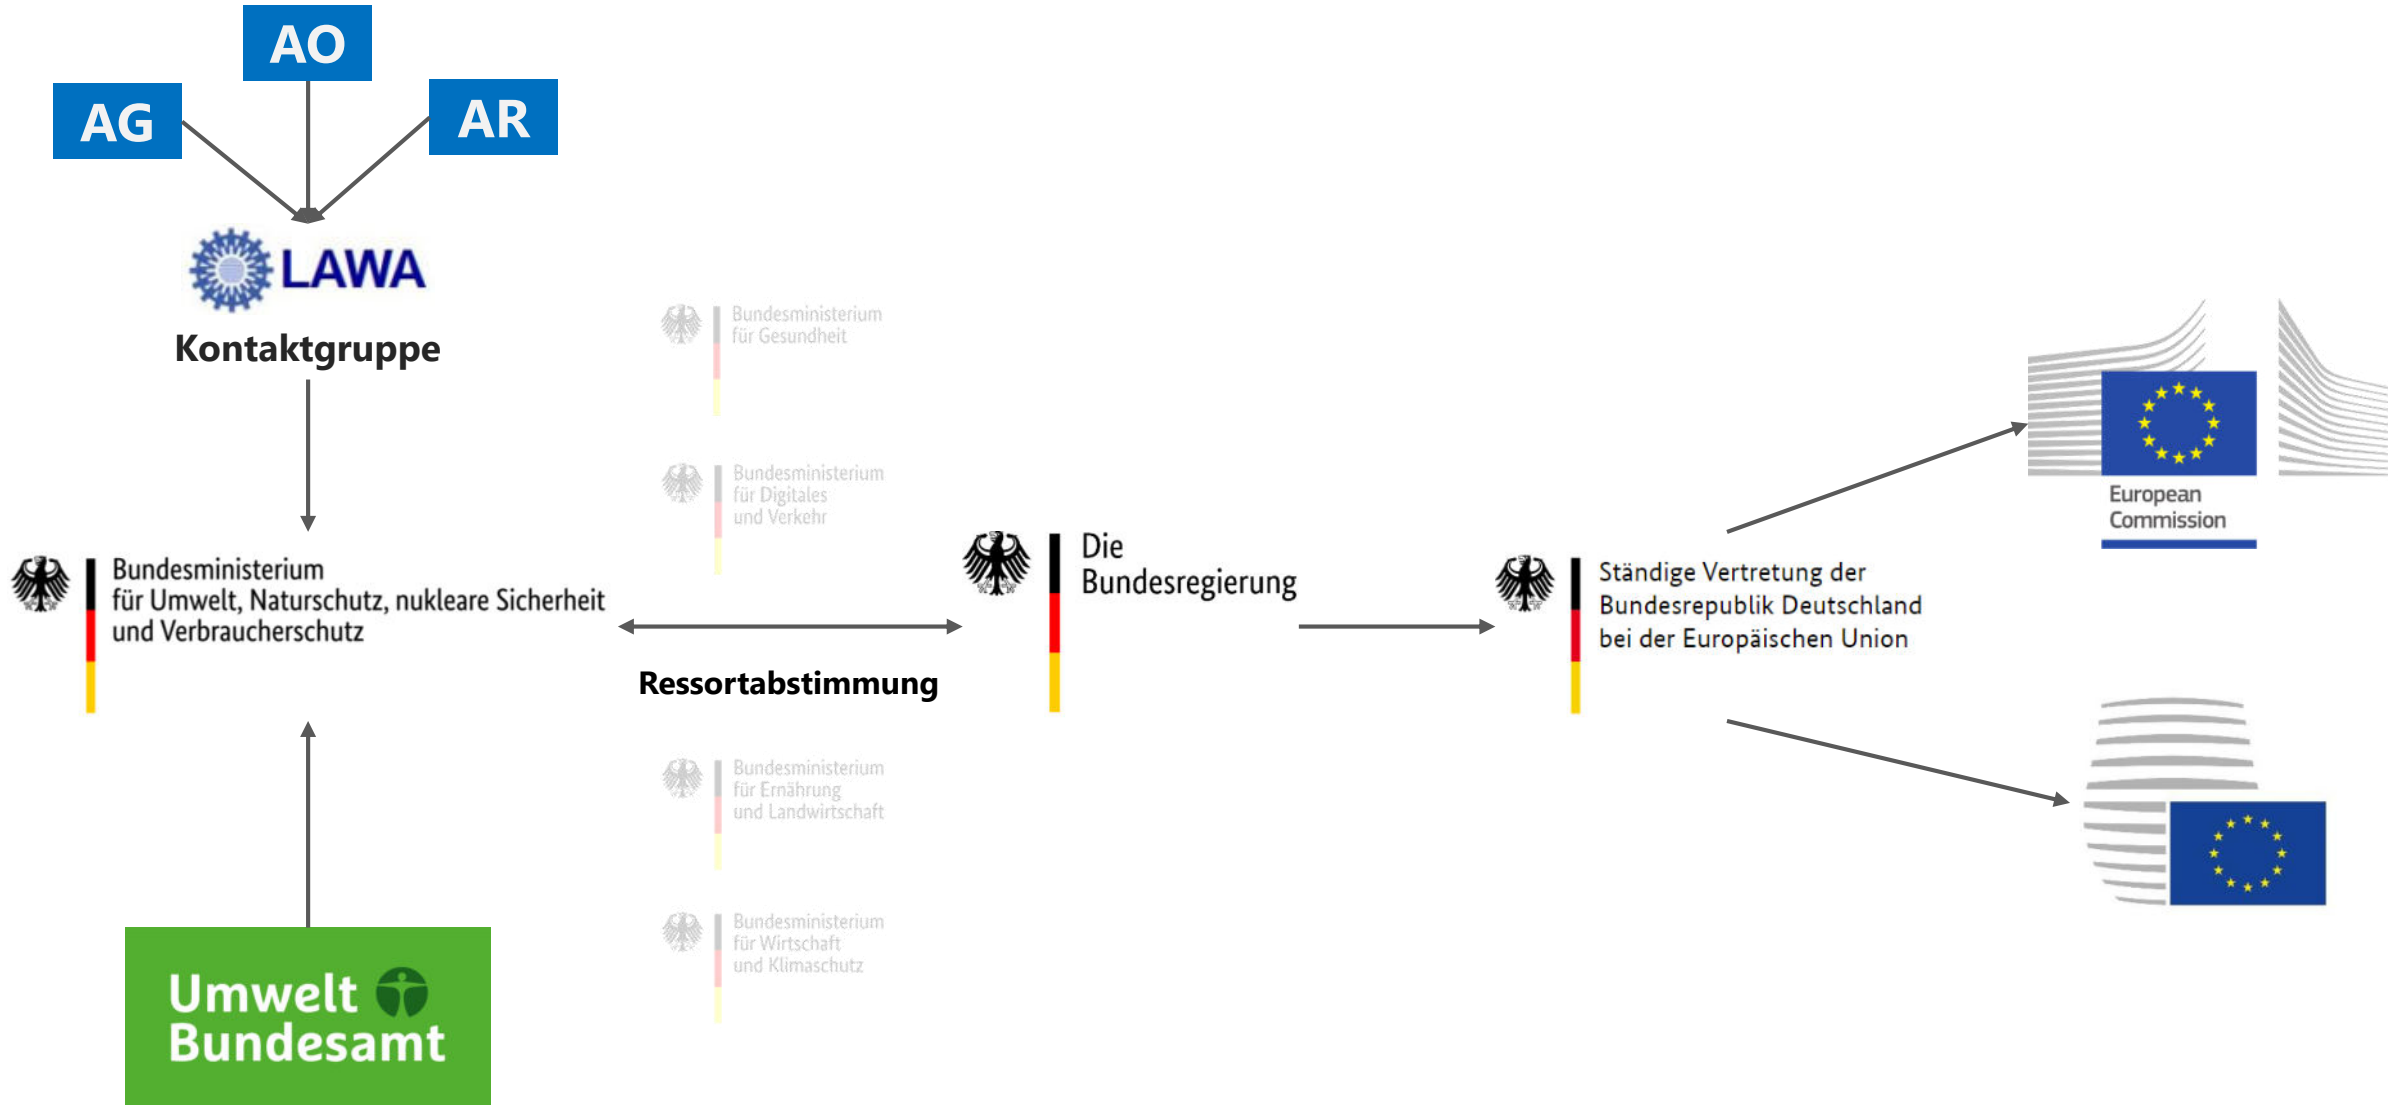 AO
AG
AR
LAWA
Kontaktgruppe
Bundesministerium
für Gesundheit
Bundesministerium
für Digitales
und Verkehr
Bundesministerium
für Umwelt, Naturschutz, nukleare Sicherheit
und Verbraucherschutz
Ressortabstimmung
Die
Bundesregierung
Ständige Vertretung der
Bundesrepublik Deutschland
bei der Europäischen Union
European
Commission
Bundesministerium
für Ernährung
und Landwirtschaft
Bundesministerium
für Wirtschaft
und Klimaschutz
Umwelt
Bundesamt